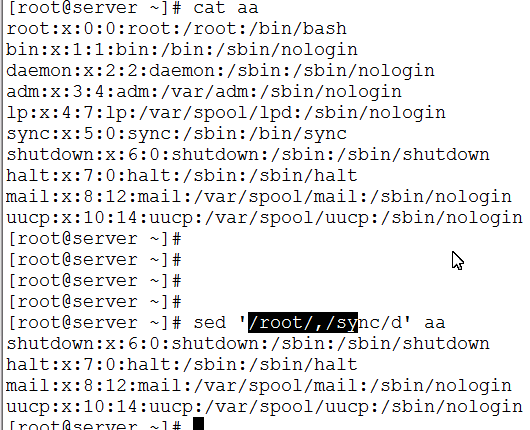 [root@server ~]# cat aa
root:x:0:0:root:/root:/bin/bash
bin:x:1:1:bin:/bin:/sbin/nologin
daemon:x:2:2:daemon:/sbin:/sbin/nologin
adm:x:3:4:adm:/var/adm:/sbin/nologin
lp:x:4:7:lp:/var/spool/lpd:/sbin/nologin
sync:x:5:0:sync:/sbin:/bin/sync
shutdown:x:6:0:shutdown:/sbin:/sbin/shutdown
halt:x:7:0:halt:/sbin:/sbin/halt
mail:x:8:12:mail:/var/spool/mail:/sbin/nologin
uucp:x:10:14:uucp:/var/spool/uucp:/sbin/nologin
[root@server ~]#
[root@server ~]#
[root@server ~]#
[root@server ~]#
[root@server ~]# sed '/root/,/sync/d' aa
shutdown:x:6:0:shutdown:/sbin:/sbin/shutdown
halt:x:7:0:halt:/sbin:/sbin/halt
mail:x:8:12:mail:/var/spool/mail:/sbin/nologin
uucp:x:10:14:uucp:/var/spool/uucp:/sbin/nologin
[root@server ~]#